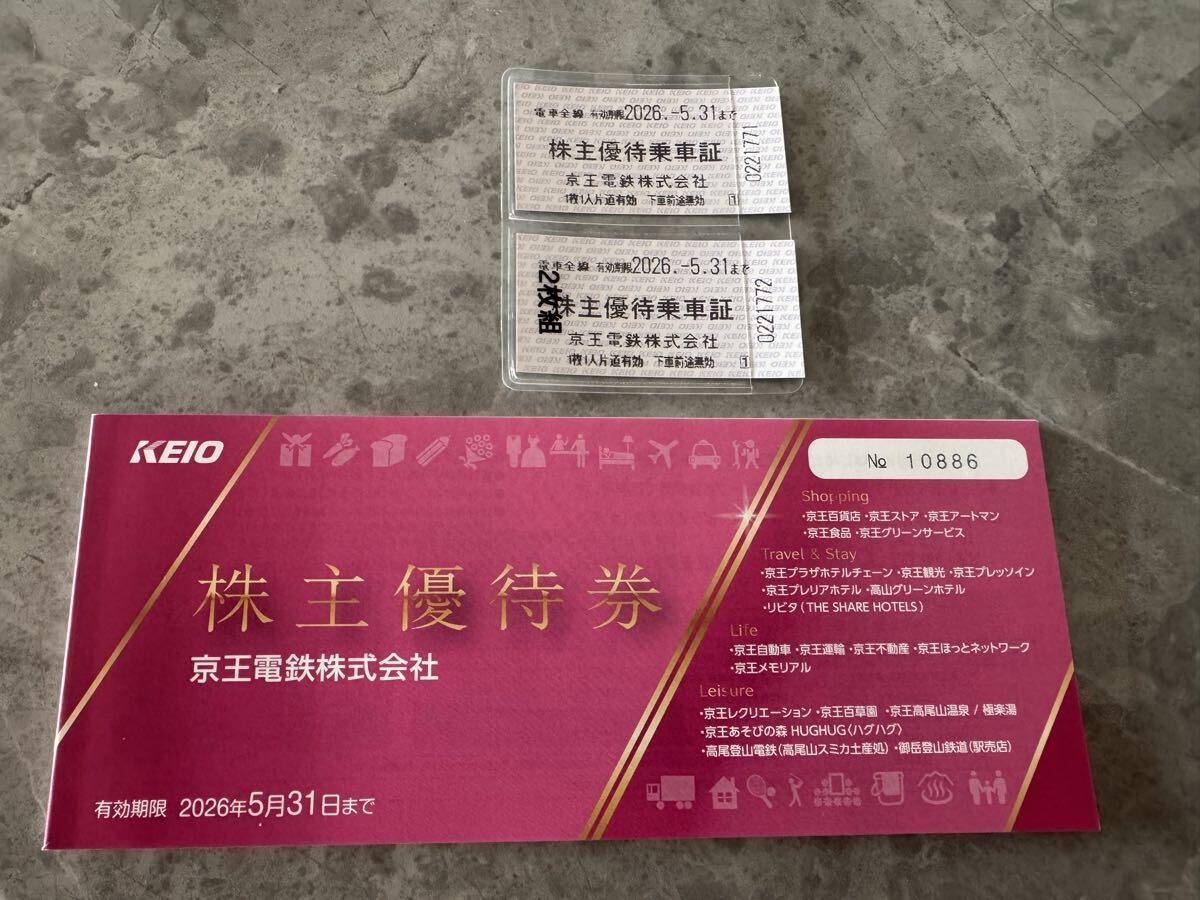 電車全線 有効期限2026.-5.31まで
株主優待乗車証
京王電鉄株式会社
1枚1人片道有効 下車前途無効 1
0221771
電車全線 有効期限2026.-5.31まで
2枚組
株主優待乗車証
京王電鉄株式会社
1枚1人片道有効 下車前途無効 1
0221772
KEIO
№ 10886
株主優待券
京王電鉄株式会社
有効期限 2026年5月31日まで
Shopping
・京王百貨店・京王ストア・京王アートマン
・京王食品・京王グリーンサービス
Travel & Stay
・京王プラザホテルチェーン・京王観光・京王プレッソイン
・京王プレリアホテル・高山グリーンホテル
・リビタ(THE SHARE HOTELS)
Life
・京王自動車・京王運輸・京王不動産・京王ほっとネットワーク
・京王メモリアル
Leisure
・京王レクリエーション・京王百草園 ・京王高尾山温泉 / 極楽湯
・京王あそびの森 HUGHUG〈ハグハグ〉
・高尾登山電鉄(高尾山スミカ土産処)・御岳登山鉄道(駅売店)